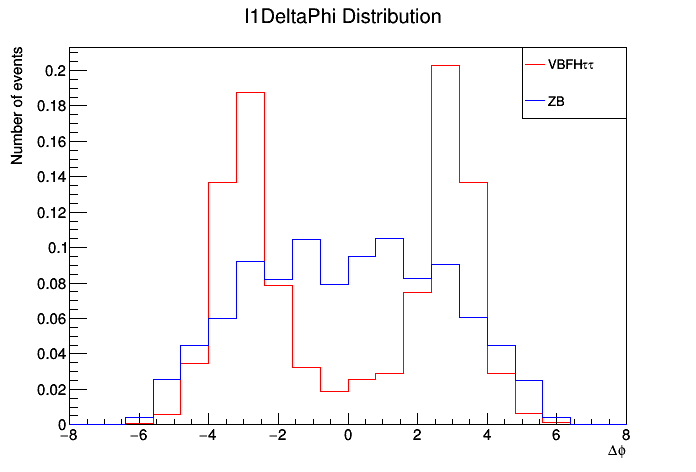 l1DeltaPhi Distribution
Number of events
VBFHττ
ZB
0.2
0.18
0.16
0.14
0.12
0.1
0.08
0.06
0.04
0.02
0
−8 −6 −4 −2 0 2 4 6 8
Δϕ